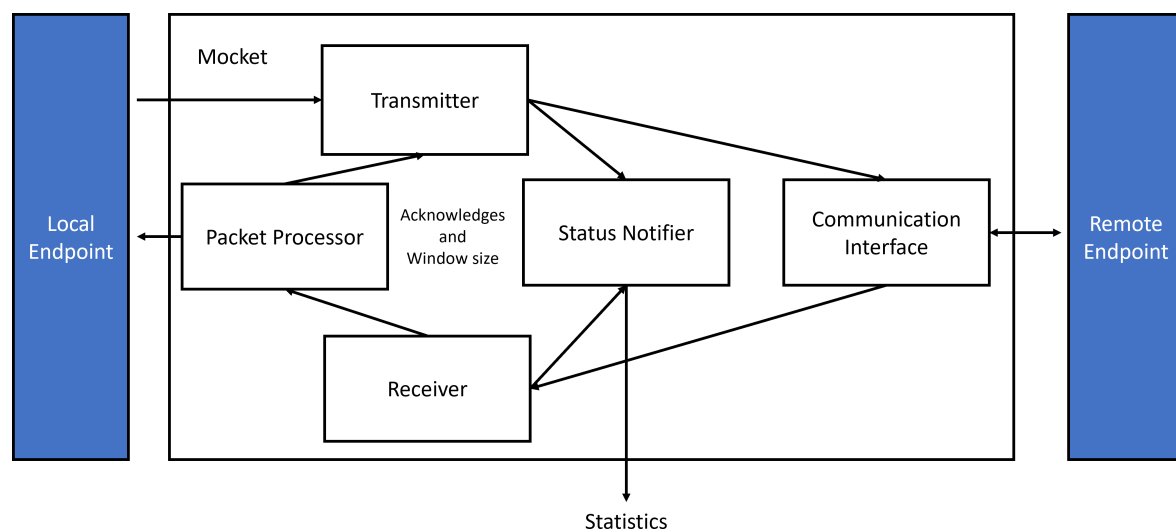 Mocket
Transmitter
Local
Endpoint
Packet Processor
Acknowledges
and
Window size
Status Notifier
Communication
Interface
Remote
Endpoint
Receiver
Statistics